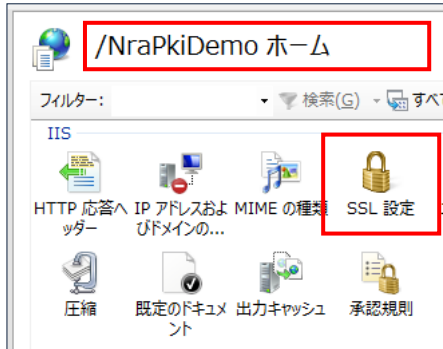 /NraPkiDemo ホーム
フィルター:
検索(G)
すべ
IIS
HTTP 応答ヘ
ッダー
IP アドレスおよ
びドメインの...
MIME の種類
SSL 設定
圧縮
既定のドキュメ
ント
出力キャッシュ
承認規則